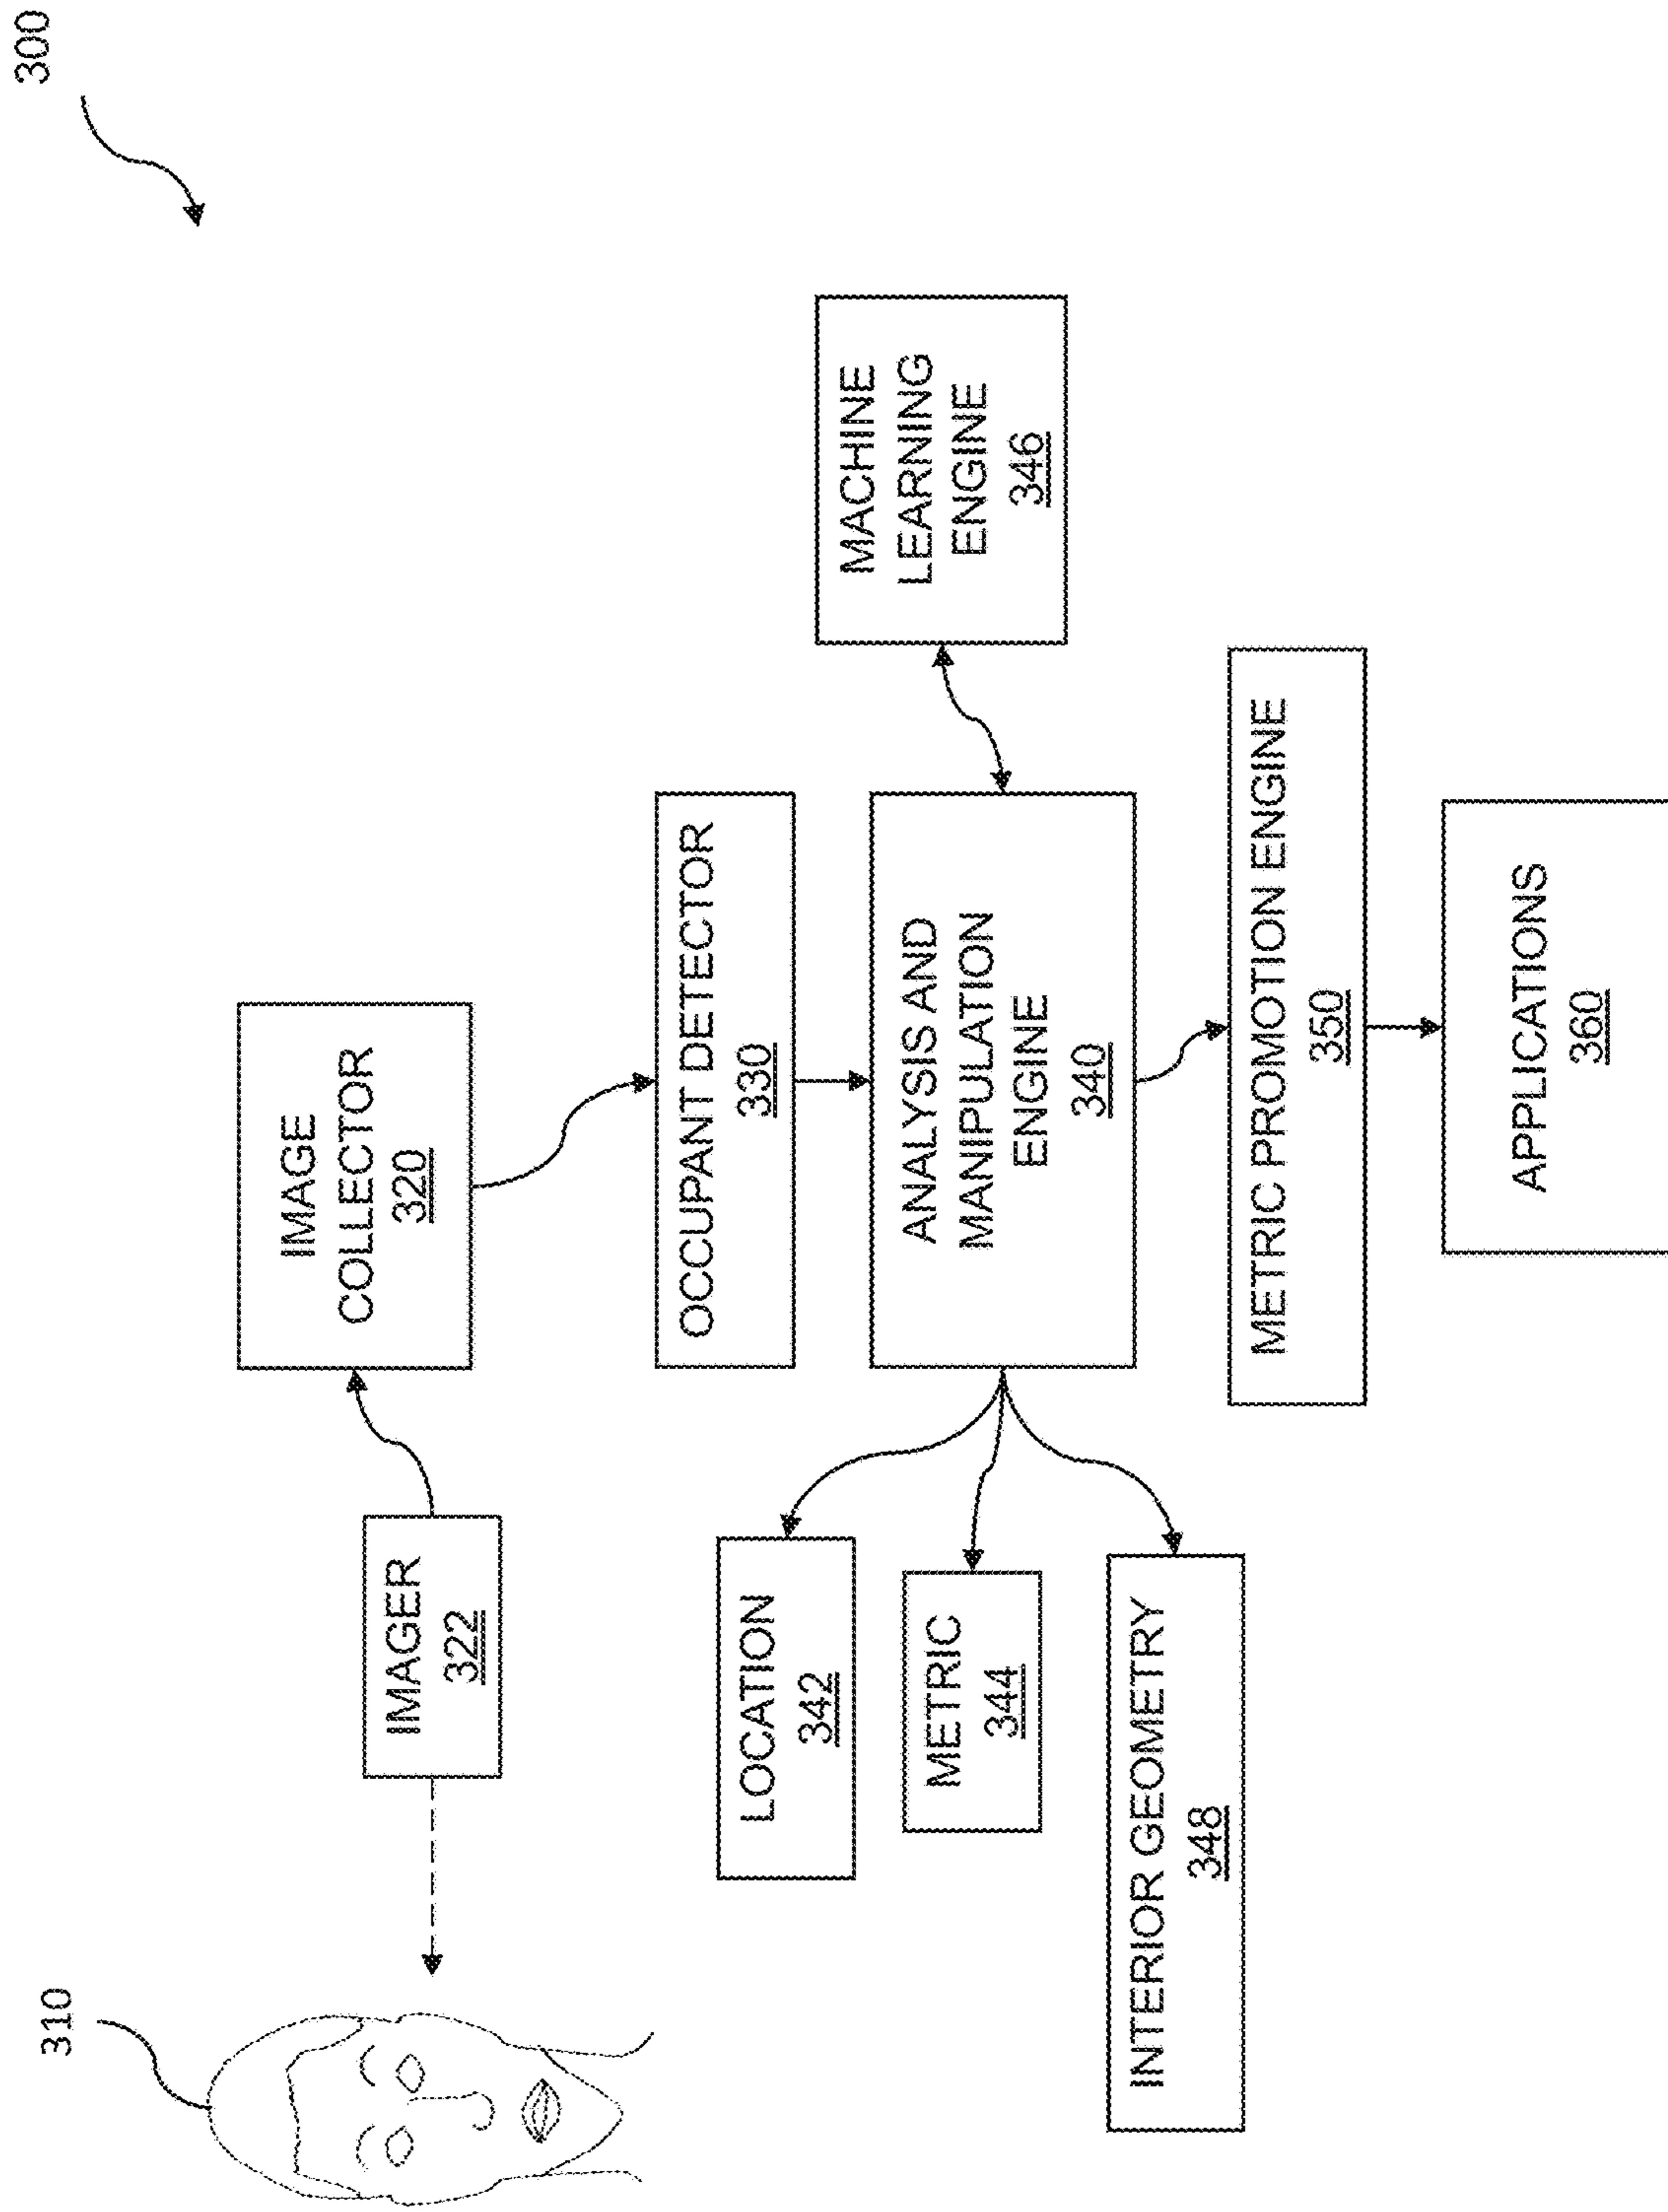 300
310
IMAGER
322
IMAGE
COLLECTOR
320
OCCUPANT DETECTOR
330
LOCATION
342
METRIC
344
INTERIOR GEOMETRY
348
ANALYSIS AND
MANIPULATION
ENGINE
340
MACHINE
LEARNING
ENGINE
346
METRIC PROMOTION ENGINE
350
APPLICATIONS
360